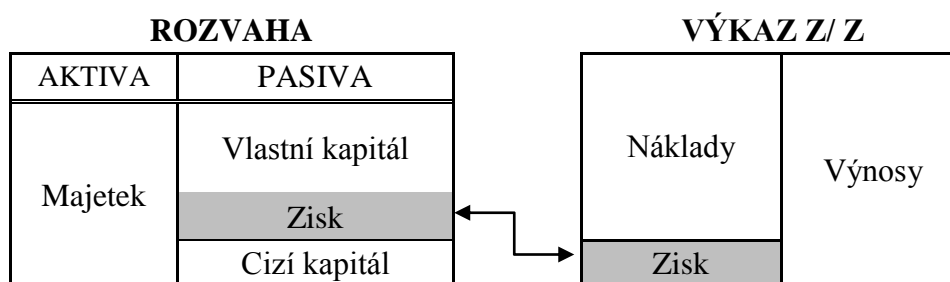 ROZVAHA
AKTIVA PASIVA
Majetek
Vlastní kapitál
Zisk
Cizí kapitál
VÝKAZ Z/ Z
Náklady
Výnosy
Zisk